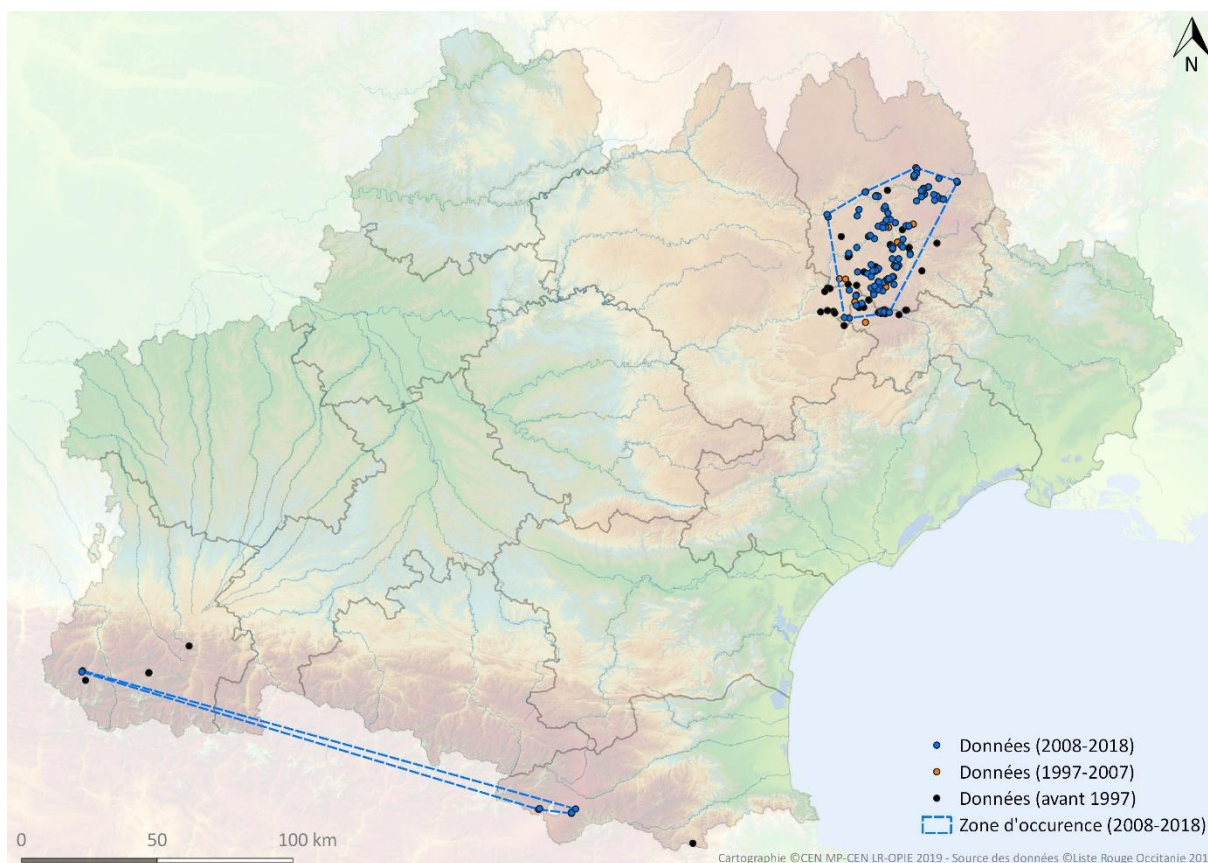 N
Données (2008-2018)
Données (1997-2007)
Données (avant 1997)
Zone d'occurence (2008-2018)
0 50 100 km
Cartographie ©CEN MP-CEN LR-OPIE 2019 - Source des données ©Liste Rouge Occitanie 201